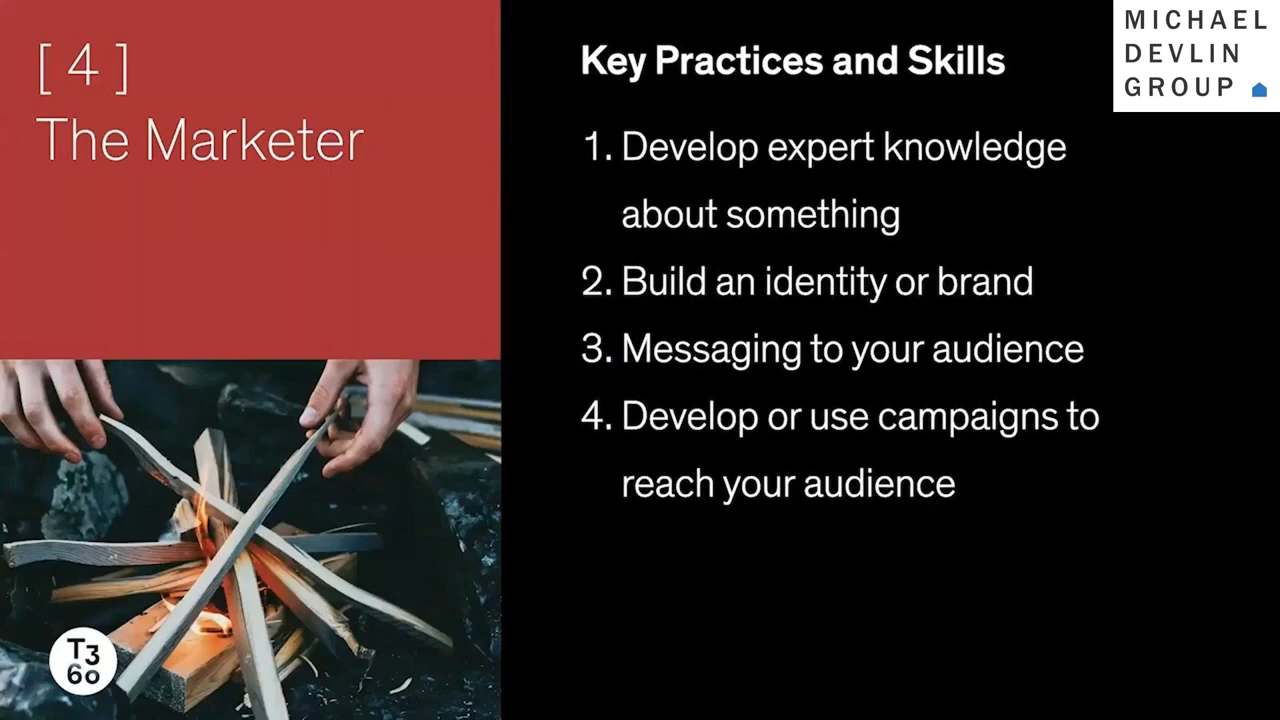 [ 4 ]
The Marketer
Key Practices and Skills
1. Develop expert knowledge
about something
2. Build an identity or brand
3. Messaging to your audience
4. Develop or use campaigns to
reach your audience
MICHAEL
DEVLIN
GROUP
T3
60